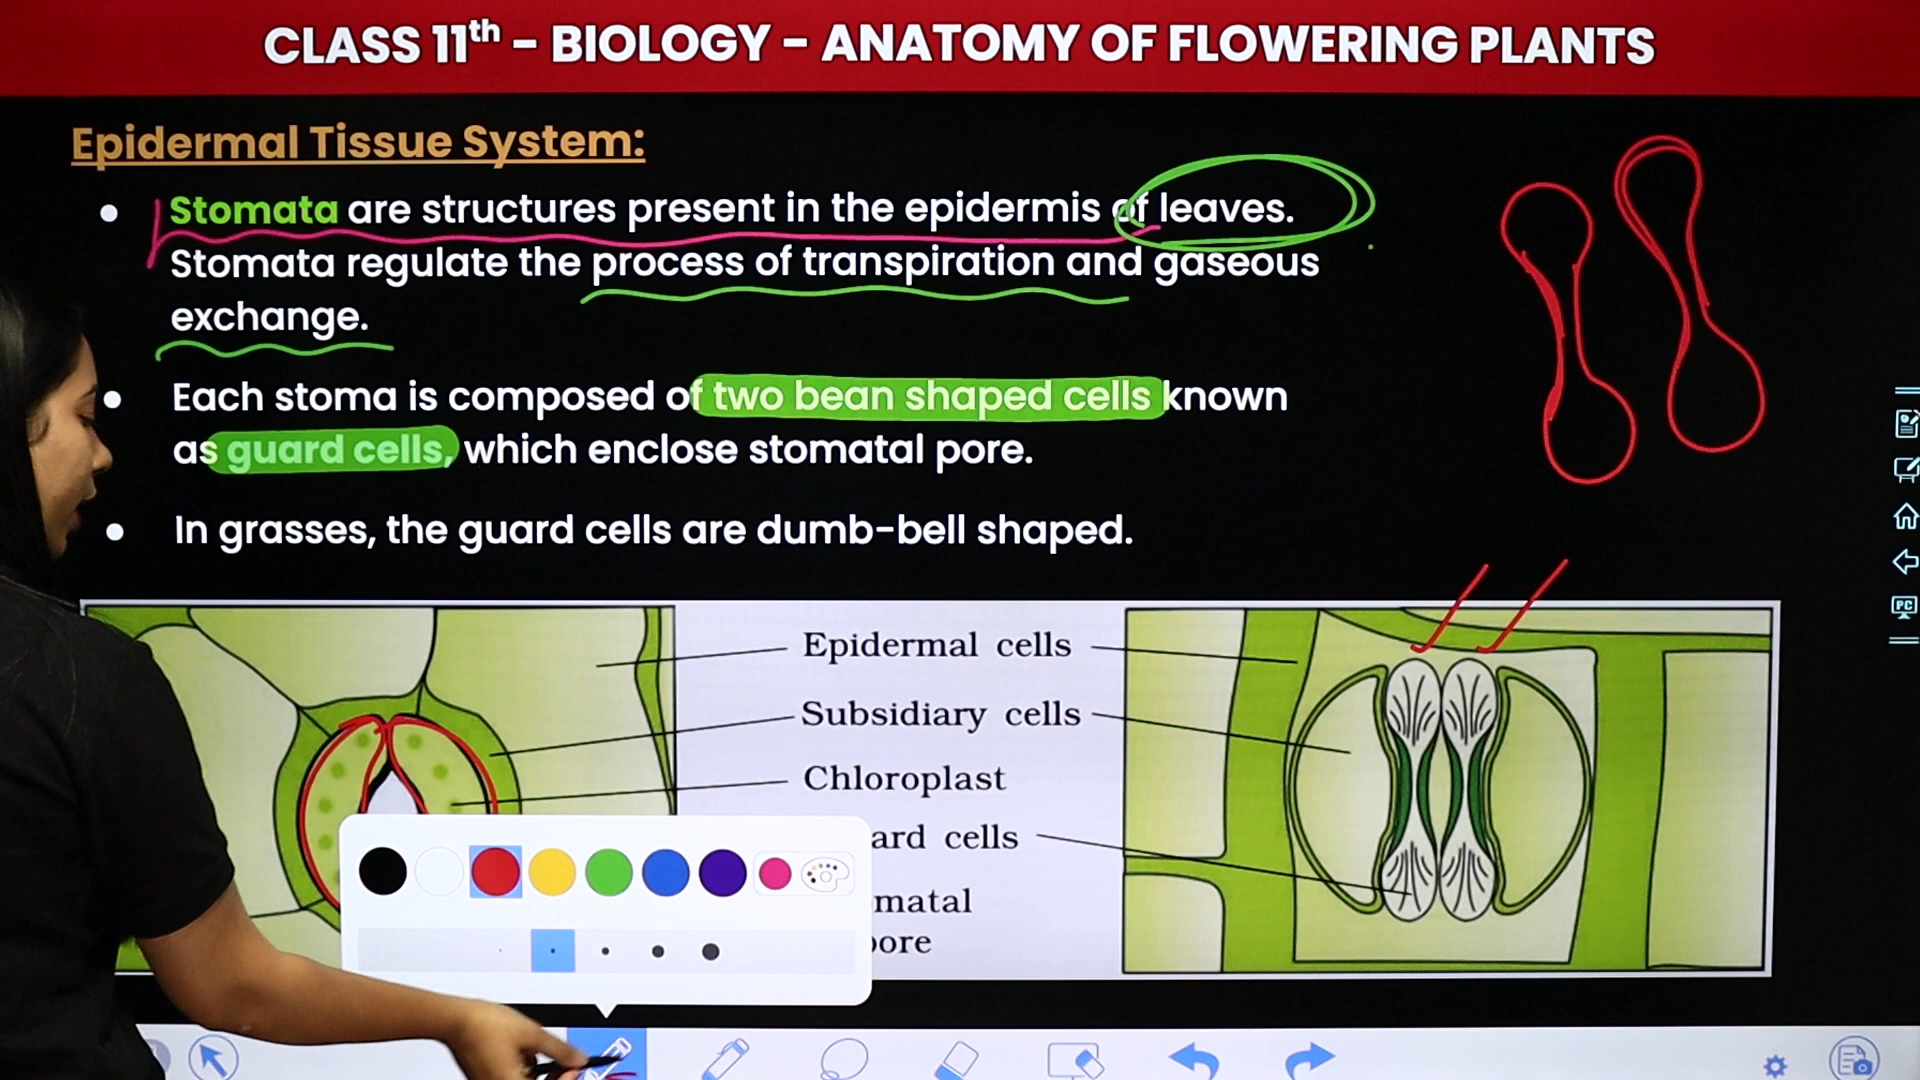 CLASS 11th - BIOLOGY - ANATOMY OF FLOWERING PLANTS
Epidermal Tissue System:
Stomata are structures present in the epidermis of leaves.
Stomata regulate the process of transpiration and gaseous
exchange.
Each stoma is composed of two bean shaped cells known
as guard cells, which enclose stomatal pore.
In grasses, the guard cells are dumb-bell shaped.
Epidermal cells
Subsidiary cells
Chloroplast
ard cells
matal
pore
PC